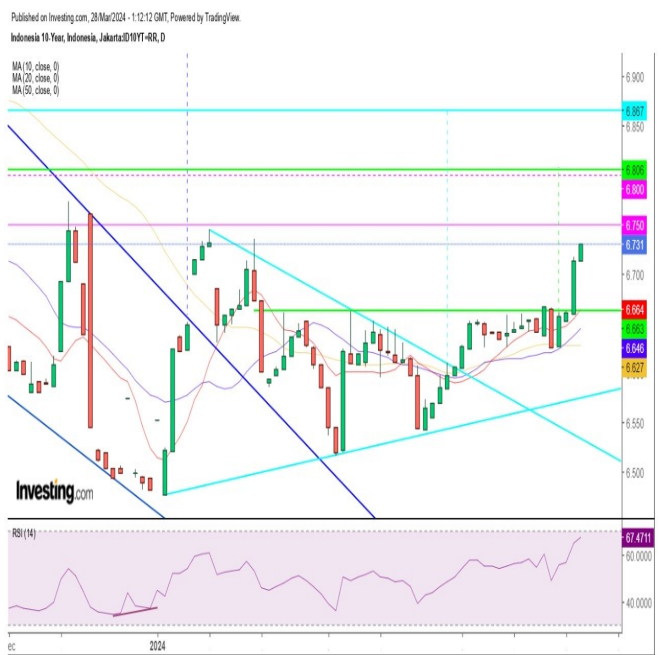 Published on Investing.com, 28/Mar/2024 - 1:12:12 GMT, Powered by TradingView.
Indonesia 10-Year, Indonesia, Jakarta:ID10YT=RR, D
MA (10, close, 0)
MA (20, close, 0)
MA (50, close, 0)
6.900
6.867
6.850
6.806
6.800
6.750
6.731
6.700
6.664
6.663
6.646
6.627
6.550
6.500
Investing.com
RSI (14)
67.4711
60.0000
40.0000
ec
2024